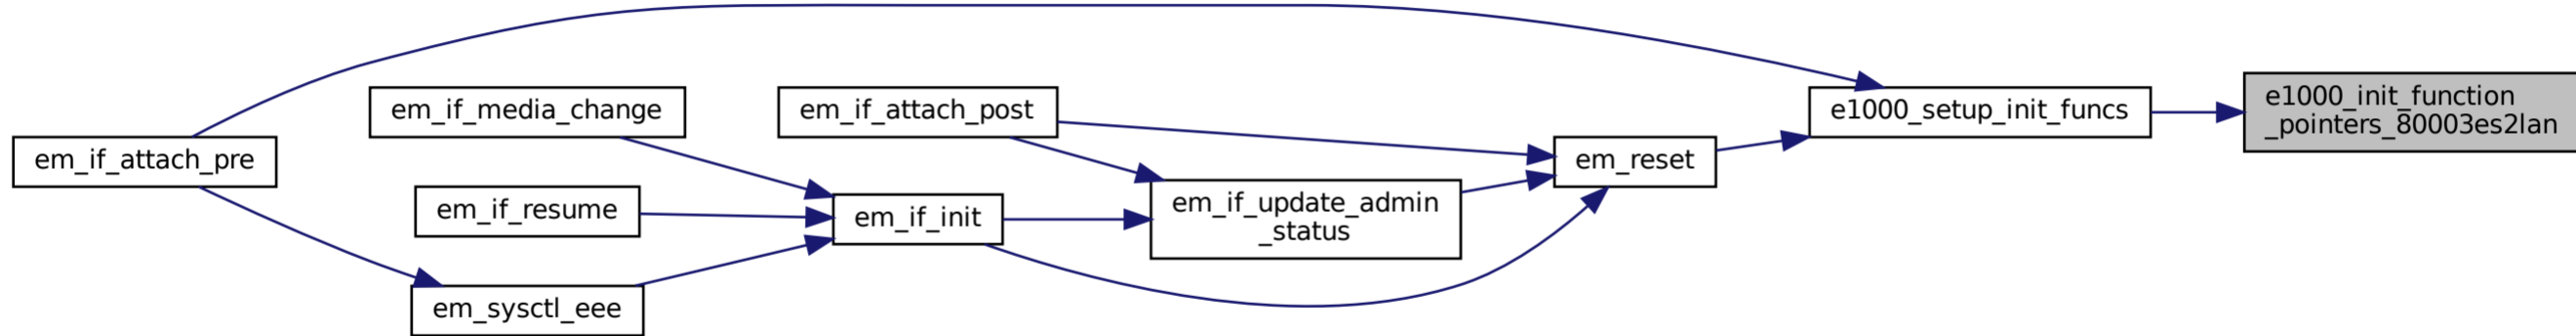 em_if_attach_pre
em_if_media_change
em_if_resume
em_sysctl_eee
em_if_attach_post
em_if_init
em_if_update_admin
_status
em_reset
e1000_setup_init_funcs
e1000_init_function
_pointers_80003es2lan